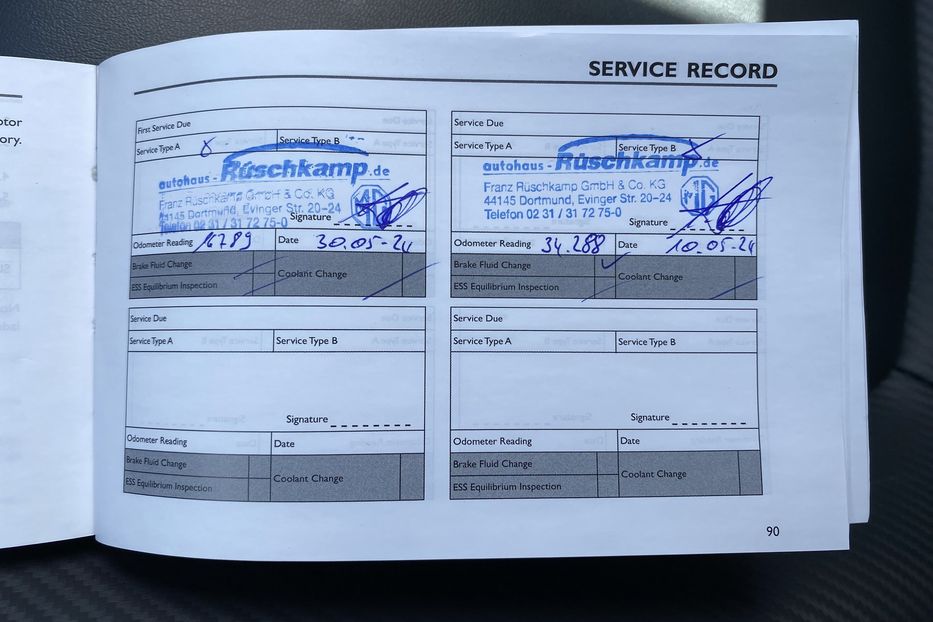 otor
ory.
SERVICE RECORD
First Service Due
Service Type A
Service Type B
autohaus - Rüschkamp.de
Franz Rüschkamp GmbH & Co. KG
44145 Dortmund, Evinger Str. 20-24
Telefon 02 31 / 31 72 75-0
MG
Signature
Odometer Reading 16789
Date 30.05-24
Brake Fluid Change
Coolant Change
ESS Equilibrium Inspection
Service Due
Service Type A
Service Type B
autohaus - Rüschkamp.de
Franz Rüschkamp GmbH & Co. KG
44145 Dortmund, Evinger Str. 20-24
Telefon 02 31 / 31 72 75-0
MG
Signature
Odometer Reading 34.288
Date 10.05-24
Brake Fluid Change ✓
Coolant Change
ESS Equilibrium Inspection
Service Due
Service Type A
Service Type B
Signature
Odometer Reading
Date
Brake Fluid Change
Coolant Change
ESS Equilibrium Inspection
Service Due
Service Type A
Service Type B
Signature
Odometer Reading
Date
Brake Fluid Change
Coolant Change
ESS Equilibrium Inspection
90